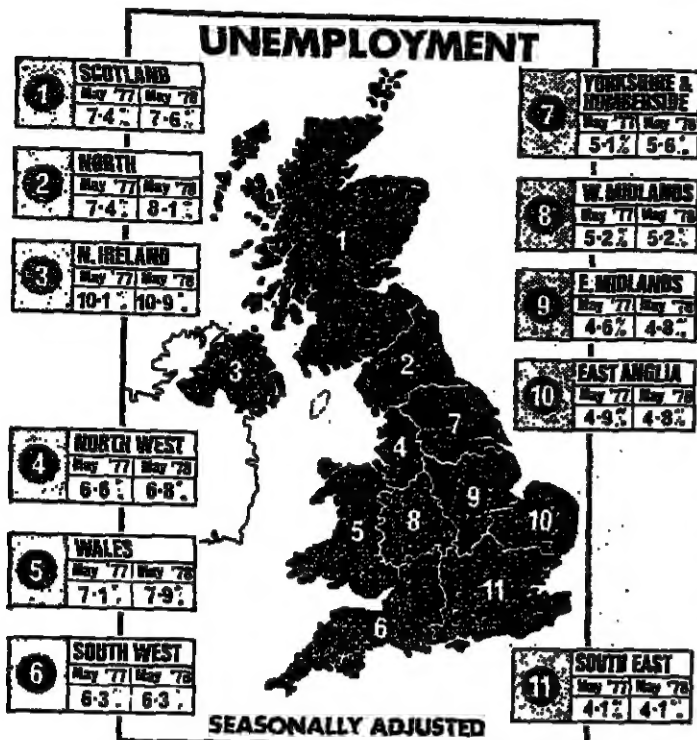 UNEMPLOYMENT
1
SCOTLAND
May '77 May '78
7·4% 7·6%
2
NORTH
May '77 May '78
7·4% 8·1%
3
N. IRELAND
May '77 May '78
10·1% 10·9%
4
NORTH WEST
May '77 May '78
6·6% 6·8%
5
WALES
May '77 May '78
7·1% 7·9%
6
SOUTH WEST
May '77 May '78
6·3% 6·3%
7
YORKSHIRE &
HUMBERSIDE
May '77 May '78
5·1% 5·6%
8
W. MIDLANDS
May '77 May '78
5·2% 5·2%
9
E. MIDLANDS
May '77 May '78
4·6% 4·8%
10
EAST ANGLIA
May '77 May '78
4·9% 4·8%
11
SOUTH EAST
May '77 May '78
4·1% 4·1%
1
2
3
7
4
9
8
10
5
11
6
SEASONALLY ADJUSTED